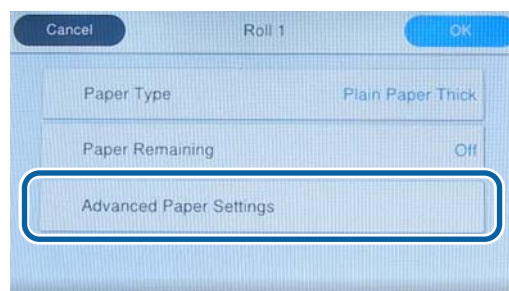 Cancel Roll 1 OK
Paper Type Plain Paper Thick
Paper Remaining Off
Advanced Paper Settings